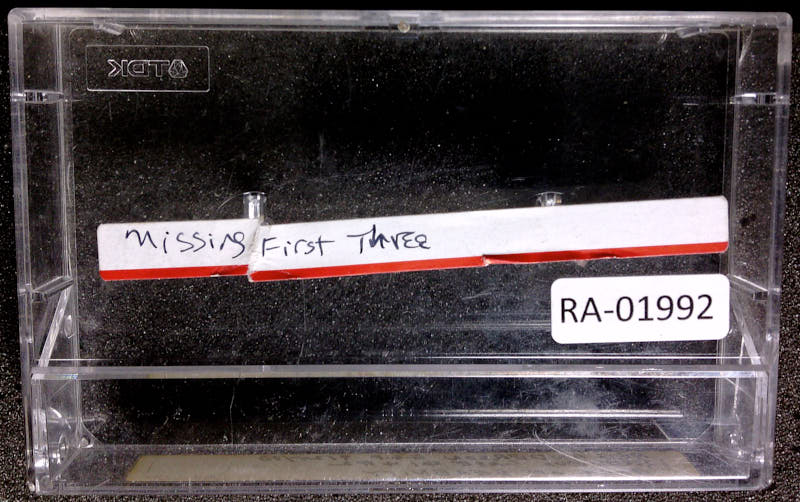 TDK
Missing First Three
RA-01992